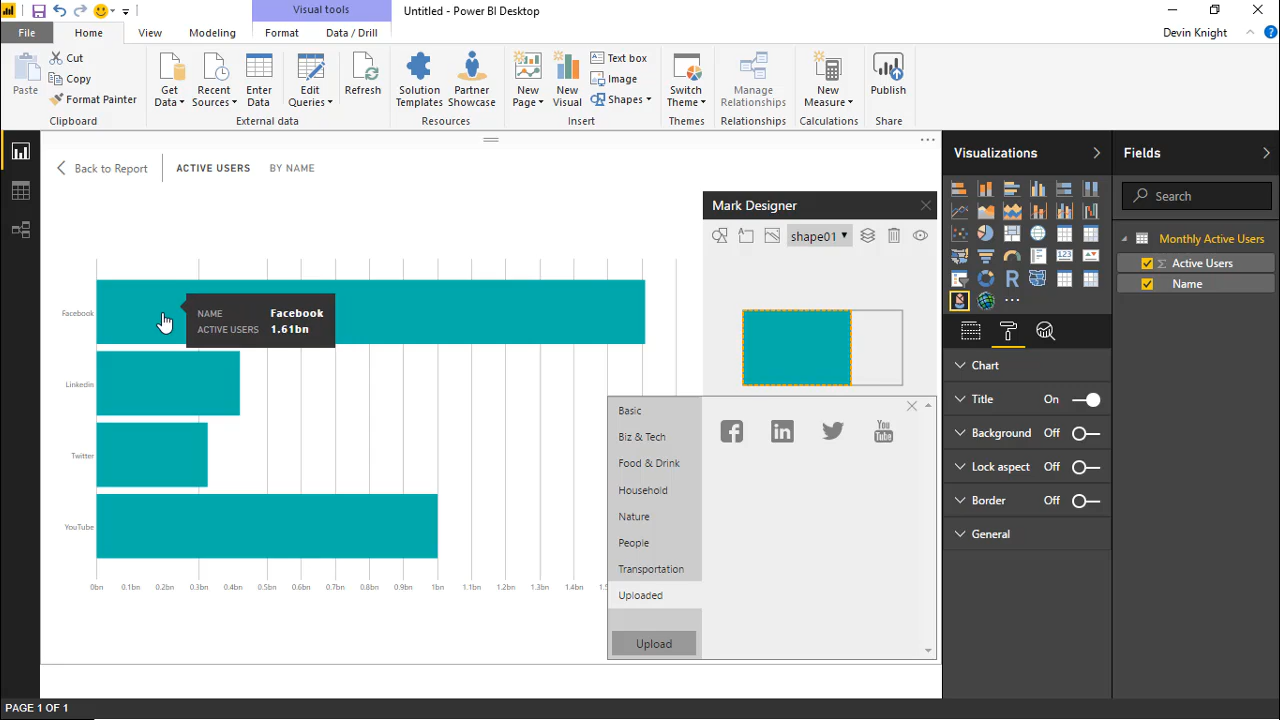 Visual tools
Untitled - Power BI Desktop
File
Home
View
Modeling
Format
Data / Drill
Devin Knight
Paste
Cut
Copy
Format Painter
Clipboard
Get Data
Recent Sources
Enter Data
Edit Queries
Refresh
External data
Solution Templates
Partner Showcase
Resources
New Page
New Visual
Text box
Image
Shapes
Insert
Switch Theme
Themes
Manage Relationships
Relationships
New Measure
Calculations
Publish
Share
Back to Report
ACTIVE USERS
BY NAME
Facebook
Linkedin
Twitter
YouTube
NAME Facebook
ACTIVE USERS 1.61bn
0bn 0.1bn 0.2bn 0.3bn 0.4bn 0.5bn 0.6bn 0.7bn 0.8bn 0.9bn 1bn 1.1bn 1.2bn 1.3bn 1.4bn
Mark Designer
shape01
Basic
Biz & Tech
Food & Drink
Household
Nature
People
Transportation
Uploaded
Upload
You Tube
Visualizations
R
123
Chart
Title On
Background Off
Lock aspect Off
Border Off
General
Fields
Search
Monthly Active Users
Σ Active Users
Name
PAGE 1 OF 1